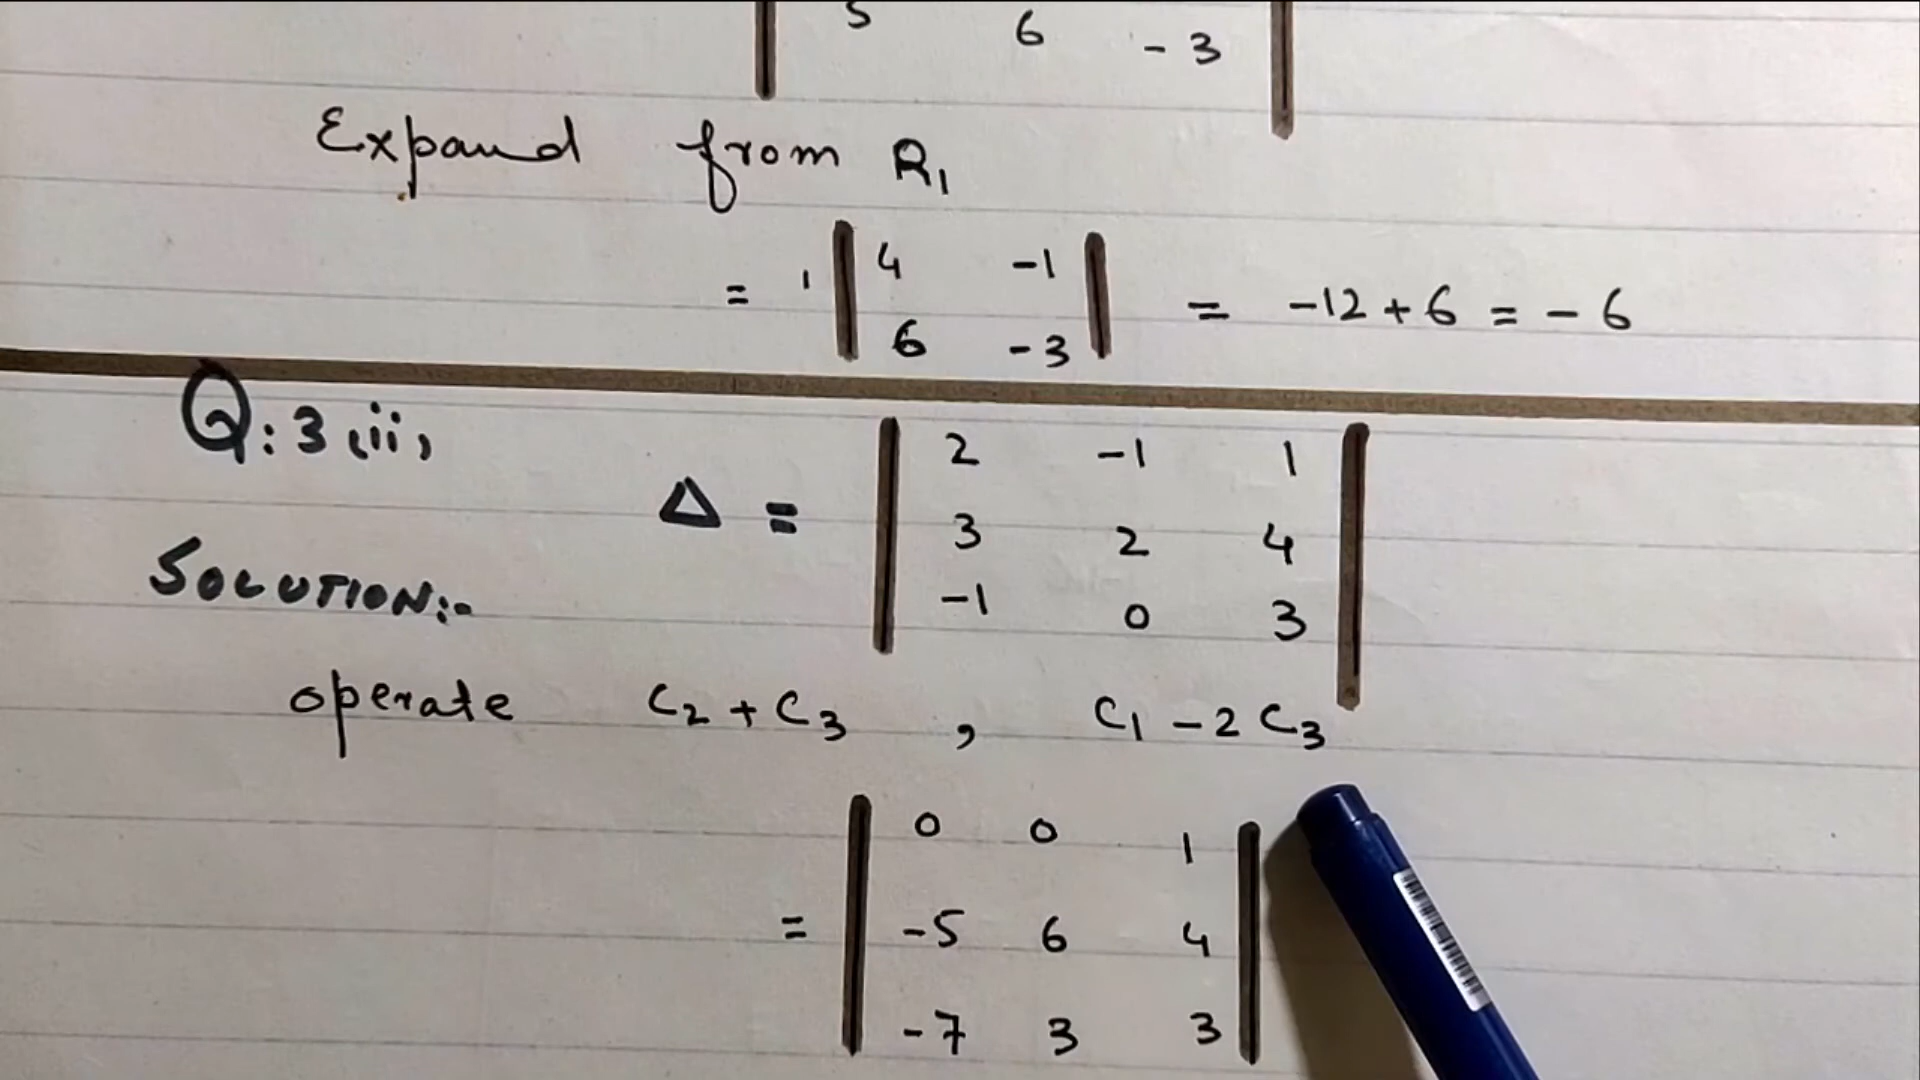 5 6 -3
Expand from R1
= 1 | 4 -1 | = -12 + 6 = -6
| 6 -3 |
Q:3(ii)
Δ = | 2 -1 1 |
| 3 2 4 |
| -1 0 3 |
SOLUTION:-
operate C2 + C3 , C1 - 2C3
| 0 0 1 |
= | -5 6 4 |
| -7 3 3 |